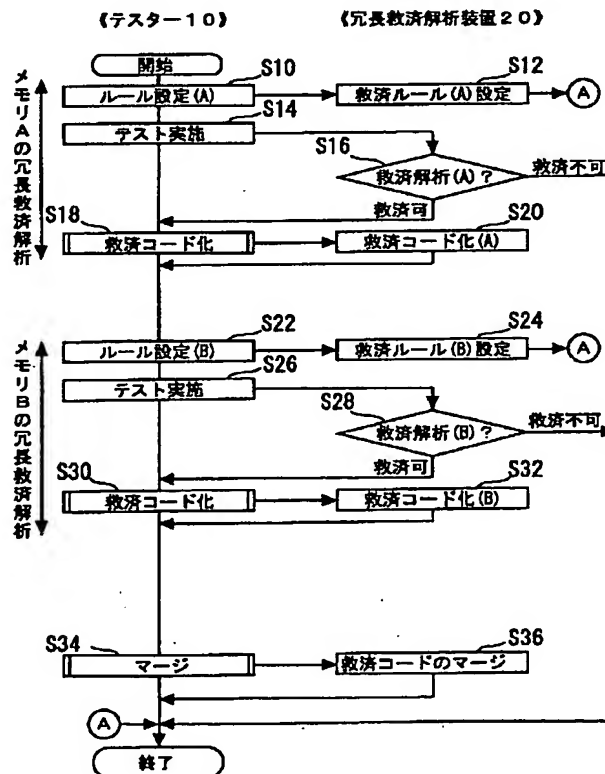 《テスター10》
《冗長救済解析装置20》
開始
S10
S12
ルール設定(A)
救済ルール(A)設定
A
S14
テスト実施
S16
救済解析(A)?
救済不可
救済可
S18
S20
救済コード化
救済コード化(A)
メモリAの冗長救済解析
S22
S24
ルール設定(B)
救済ルール(B)設定
A
S26
テスト実施
S28
救済解析(B)?
救済不可
救済可
S30
S32
救済コード化
救済コード化(B)
メモリBの冗長救済解析
S34
S36
マージ
救済コードのマージ
A
終了